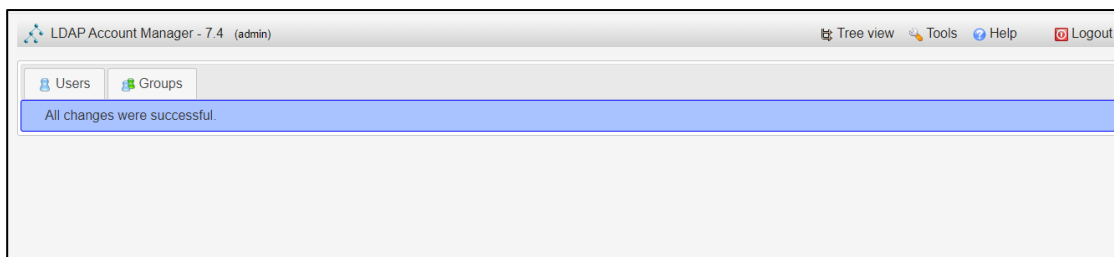 LDAP Account Manager - 7.4 (admin) Tree view Tools Help Logout
Users Groups
All changes were successful.